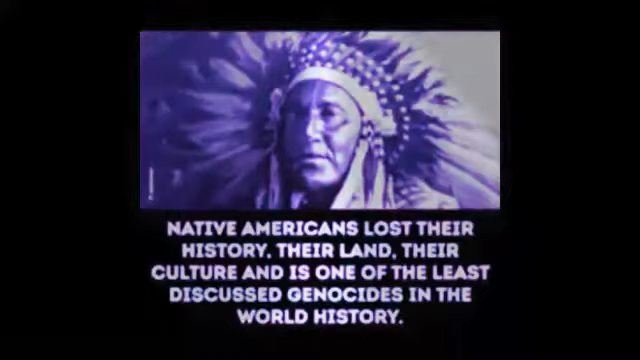 NATIVE AMERICANS LOST THEIR
HISTORY, THEIR LAND, THEIR
CULTURE AND IS ONE OF THE LEAST
DISCUSSED GENOCIDES IN THE
WORLD HISTORY.